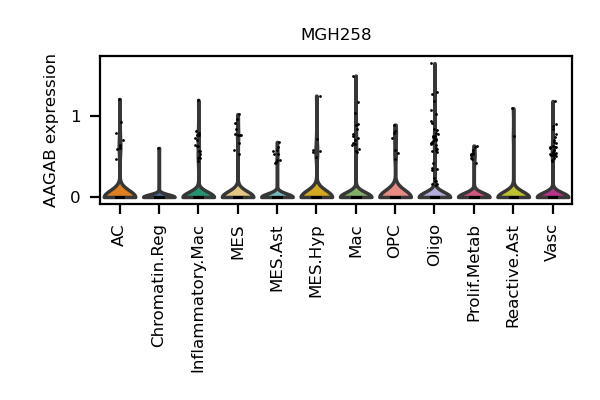 MGH258
AAGAB expression
1
0
AC
Chromatin.Reg
Inflammatory.Mac
MES
MES.Ast
MES.Hyp
Mac
OPC
Oligo
Prolif.Metab
Reactive.Ast
Vasc